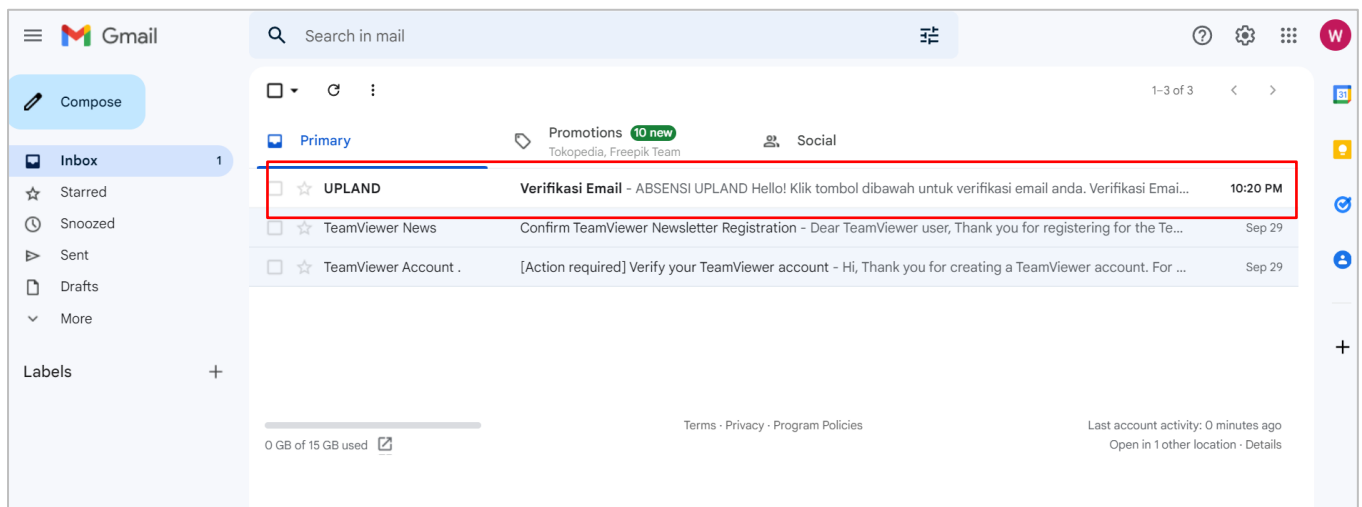 Gmail
Search in mail
W
Compose
1–3 of 3
31
Primary
Promotions 10 new
Tokopedia, Freepik Team
Social
Inbox 1
UPLAND Verifikasi Email - ABSENSI UPLAND Hello! Klik tombol dibawah untuk verifikasi email anda. Verifikasi Emai... 10:20 PM
Starred
Snoozed
TeamViewer News Confirm TeamViewer Newsletter Registration - Dear TeamViewer user, Thank you for registering for the Te... Sep 29
Sent
TeamViewer Account . [Action required] Verify your TeamViewer account - Hi, Thank you for creating a TeamViewer account. For ... Sep 29
Drafts
More
Labels
0 GB of 15 GB used
Terms · Privacy · Program Policies
Last account activity: 0 minutes ago
Open in 1 other location · Details